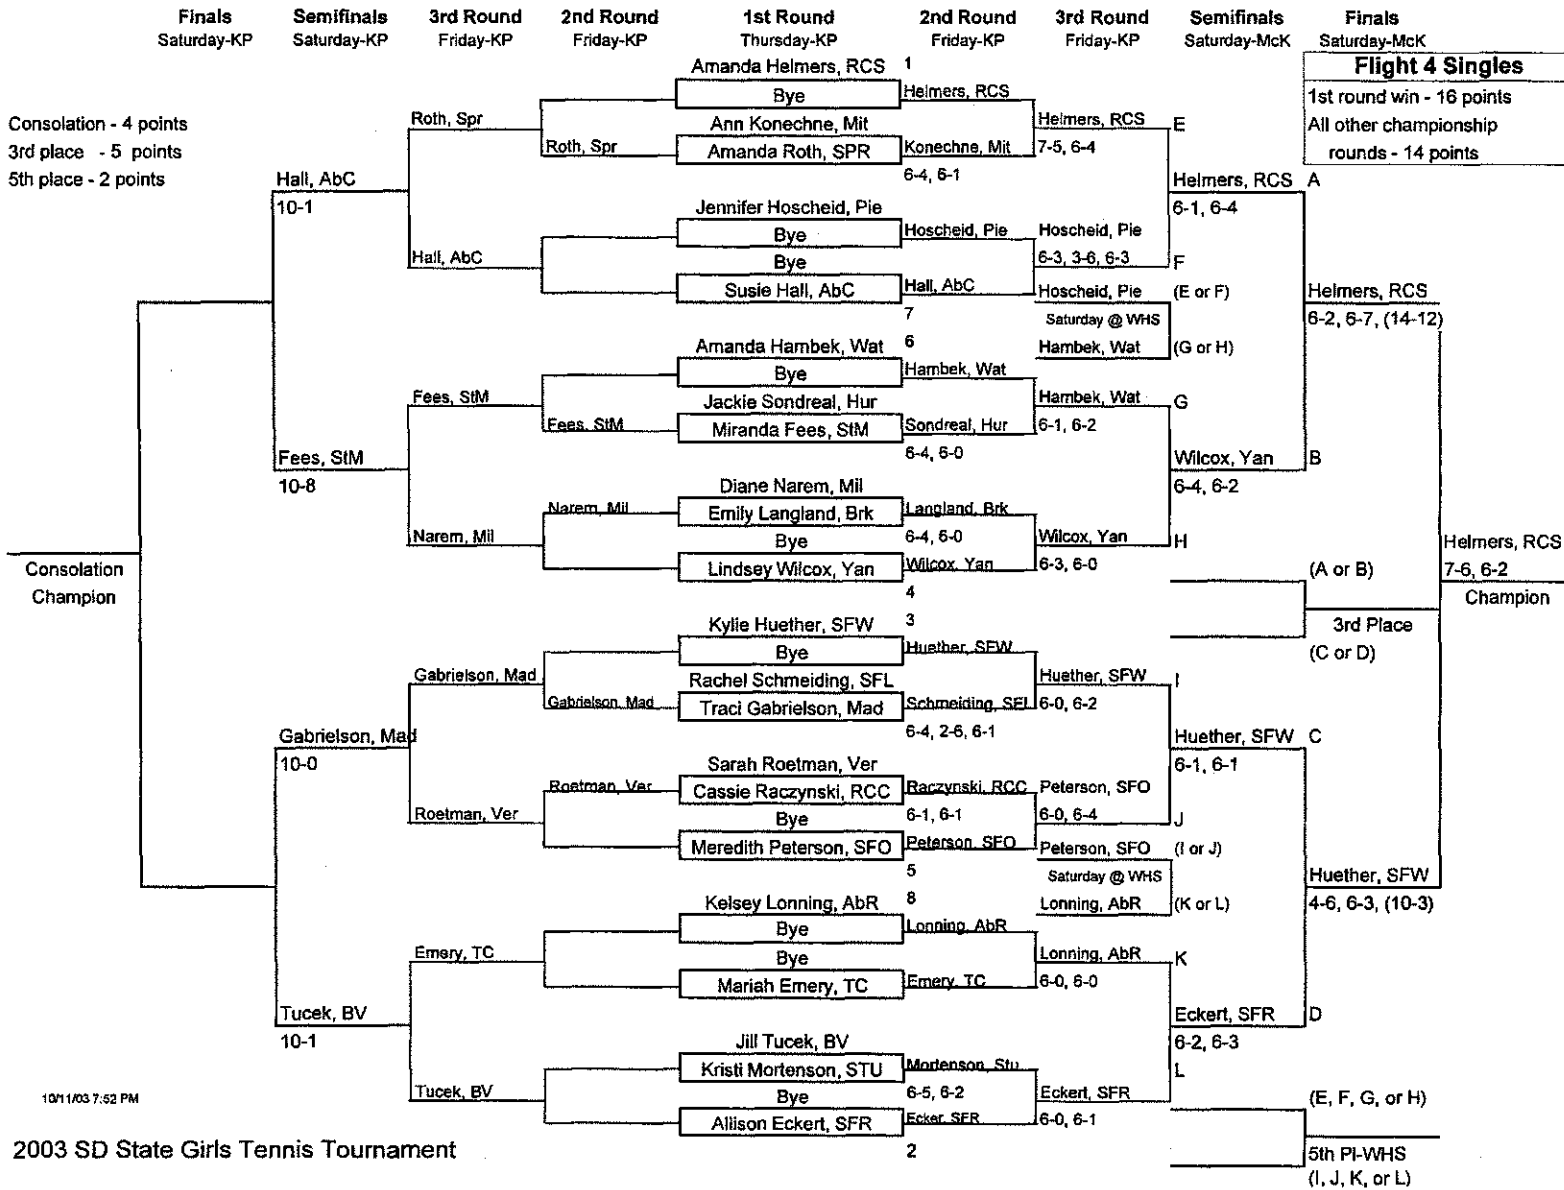 Finals Semifinals 3rd Round 2nd Round 1st Round 2nd Round 3rd Round Semifinals Finals
Saturday-KP Saturday-KP Friday-KP Friday-KP Thursday-KP Friday-KP Friday-KP Saturday-McK Saturday-McK
Flight 4 Singles
1st round win - 16 points
All other championship
rounds - 14 points
Consolation - 4 points
3rd place - 5 points
5th place - 2 points
Consolation
Champion
Hall, AbC
10-1
Fees, StM
10-8
Gabrielson, Mad
10-0
Tucek, BV
10-1
Roth, Spr
Hall, AbC
Fees, StM
Narem, Mil
Gabrielson, Mad
Roetman, Ver
Emery, TC
Tucek, BV
Roth, Spr
Fees, StM
Narem, Mil
Gabrielson, Mad
Roetman, Ver
Amanda Helmers, RCS 1
Bye
Ann Konechne, Mit
Amanda Roth, SPR
Jennifer Hoscheid, Pie
Bye
Bye
Susie Hall, AbC
7
6
Amanda Hambek, Wat
Bye
Jackie Sondreal, Hur
Miranda Fees, StM
Diane Narem, Mil
Emily Langland, Brk
Bye
Lindsey Wilcox, Yan
4
3
Kylie Huether, SFW
Bye
Rachel Schmeiding, SFL
Traci Gabrielson, Mad
Sarah Roetman, Ver
Cassie Raczynski, RCC
Bye
Meredith Peterson, SFO
5
8
Kelsey Lonning, AbR
Bye
Bye
Mariah Emery, TC
Jill Tucek, BV
Kristi Mortenson, STU
Bye
Allison Eckert, SFR
2
Helmers, RCS
Konechne, Mit
6-4, 6-1
Hoscheid, Pie
Hall, AbC
Hambek, Wat
Sondreal, Hur
6-4, 6-0
Langland, Brk
6-4, 6-0
Wilcox, Yan
Huether, SFW
Schmeiding, SFL
6-4, 2-6, 6-1
Raczynski, RCC
6-1, 6-1
Peterson, SFO
Lonning, AbR
Emery, TC
Mortenson, Stu
6-5, 6-2
Ecker, SFR
Helmers, RCS
7-5, 6-4
Hoscheid, Pie
6-3, 3-6, 6-3
Hoscheid, Pie
Saturday @ WHS
Hambek, Wat
Hambek, Wat
6-1, 6-2
Wilcox, Yan
6-3, 6-0
Huether, SFW
6-0, 6-2
Peterson, SFO
6-0, 6-4
Peterson, SFO
Saturday @ WHS
Lonning, AbR
Lonning, AbR
6-0, 6-0
Eckert, SFR
6-0, 6-1
E
Helmers, RCS
6-1, 6-4
F
(E or F)
(G or H)
G
Wilcox, Yan
6-4, 6-2
H
I
Huether, SFW
6-1, 6-1
J
(I or J)
(K or L)
K
Eckert, SFR
6-2, 6-3
L
A
Helmers, RCS
6-2, 6-7, (14-12)
B
(A or B)
3rd Place
(C or D)
C
Huether, SFW
4-6, 6-3, (10-3)
D
(E, F, G, or H)
5th Pl-WHS
(I, J, K, or L)
Helmers, RCS
7-6, 6-2
Champion
10/11/03 7:52 PM
2003 SD State Girls Tennis Tournament